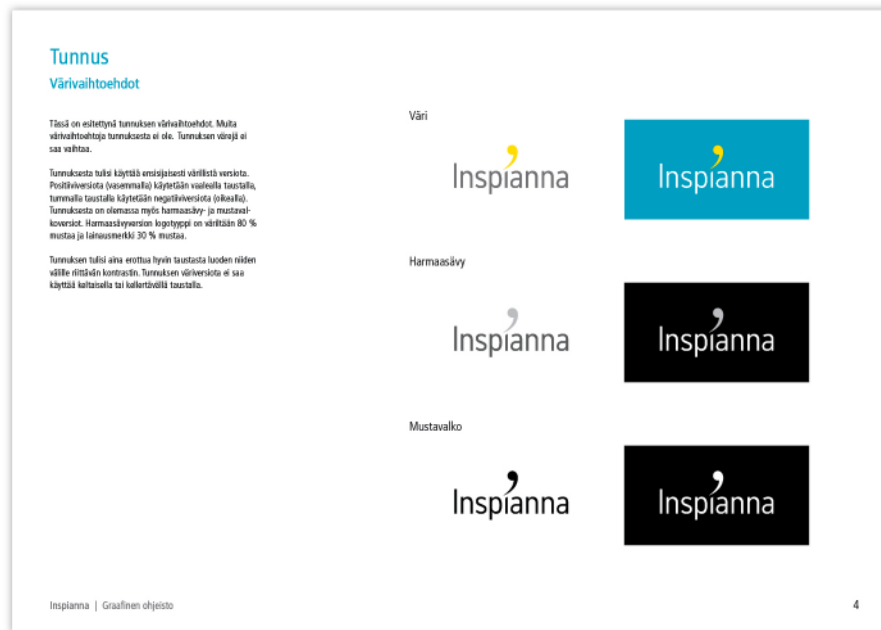 Tunnus
Värivaihtoehdot
Tässä on esitettynä tunnuksen värivaihtoehdot. Muita
värivaihtoehtoja tunnuksesta ei ole. Tunnuksen värejä ei
saa vaihtaa.
Tunnuksesta tulisi käyttää ensisijaisesti värillistä versiota.
Positiiviversiota (vasemmalla) käytetään vaalealla taustalla,
tummalla taustalla käytetään negatiiviversiota (oikealla).
Tunnuksesta on olemassa myös harmaasävy- ja mustaval-
koversiot. Harmaasävyversion logotyyppi on väriltään 80 %
mustaa ja lainausmerkki 30 % mustaa.
Tunnuksen tulisi aina erottua hyvin taustasta luoden niiden
välille riittävän kontrastin. Tunnuksen väriversiota ei saa
käyttää keltaisella tai kellertävällä taustalla.
Väri
Inspianna
Inspianna
Harmaasävy
Inspianna
Inspianna
Mustavalko
Inspianna
Inspianna
Inspianna | Graafinen ohjeisto
4